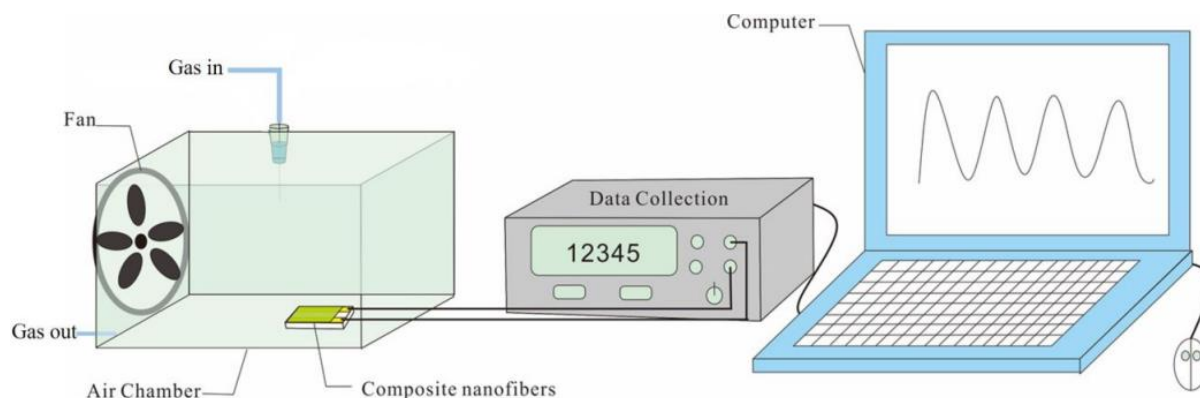 Computer
Gas in
Fan
Data Collection
12345
Gas out
Air Chamber
Composite nanofibers